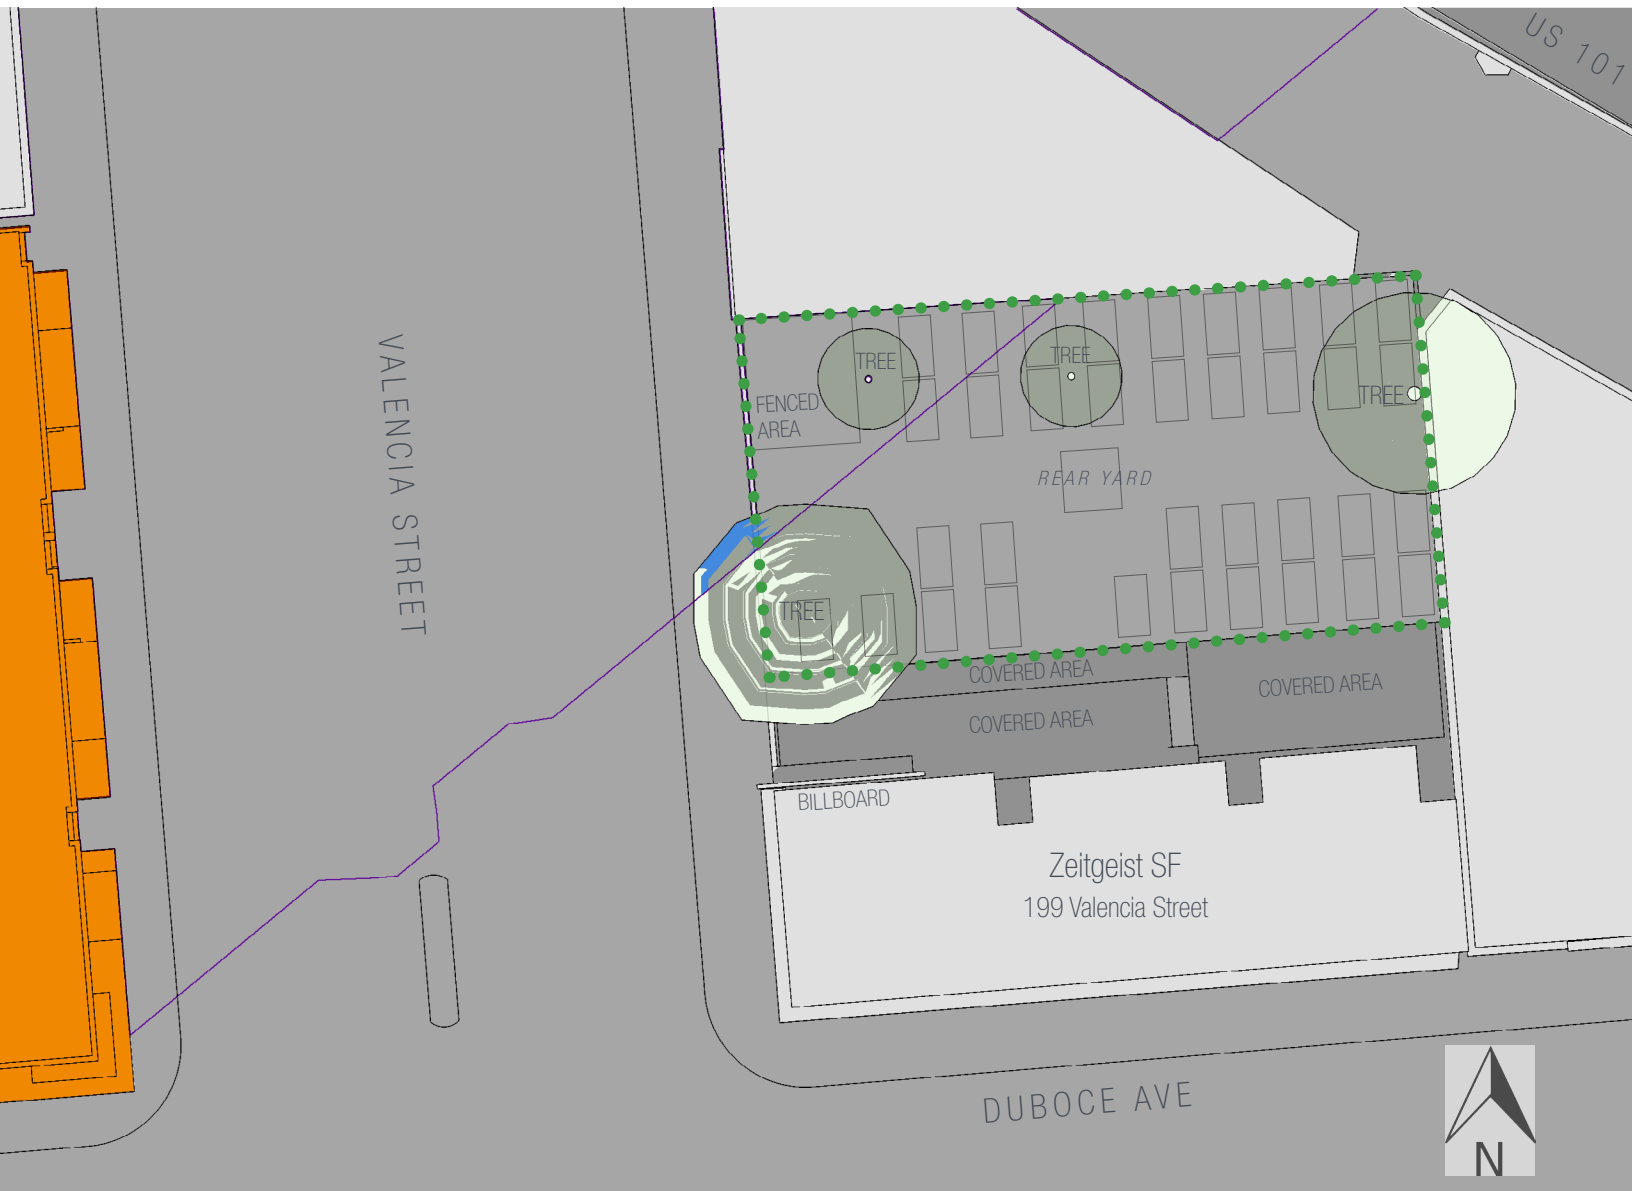 US 101
VALENCIA STREET
TREE
TREE
TREE
FENCED
AREA
REAR YARD
TREE
COVERED AREA
COVERED AREA
COVERED AREA
BILLBOARD
Zeitgeist SF
199 Valencia Street
DUBOCE AVE
N